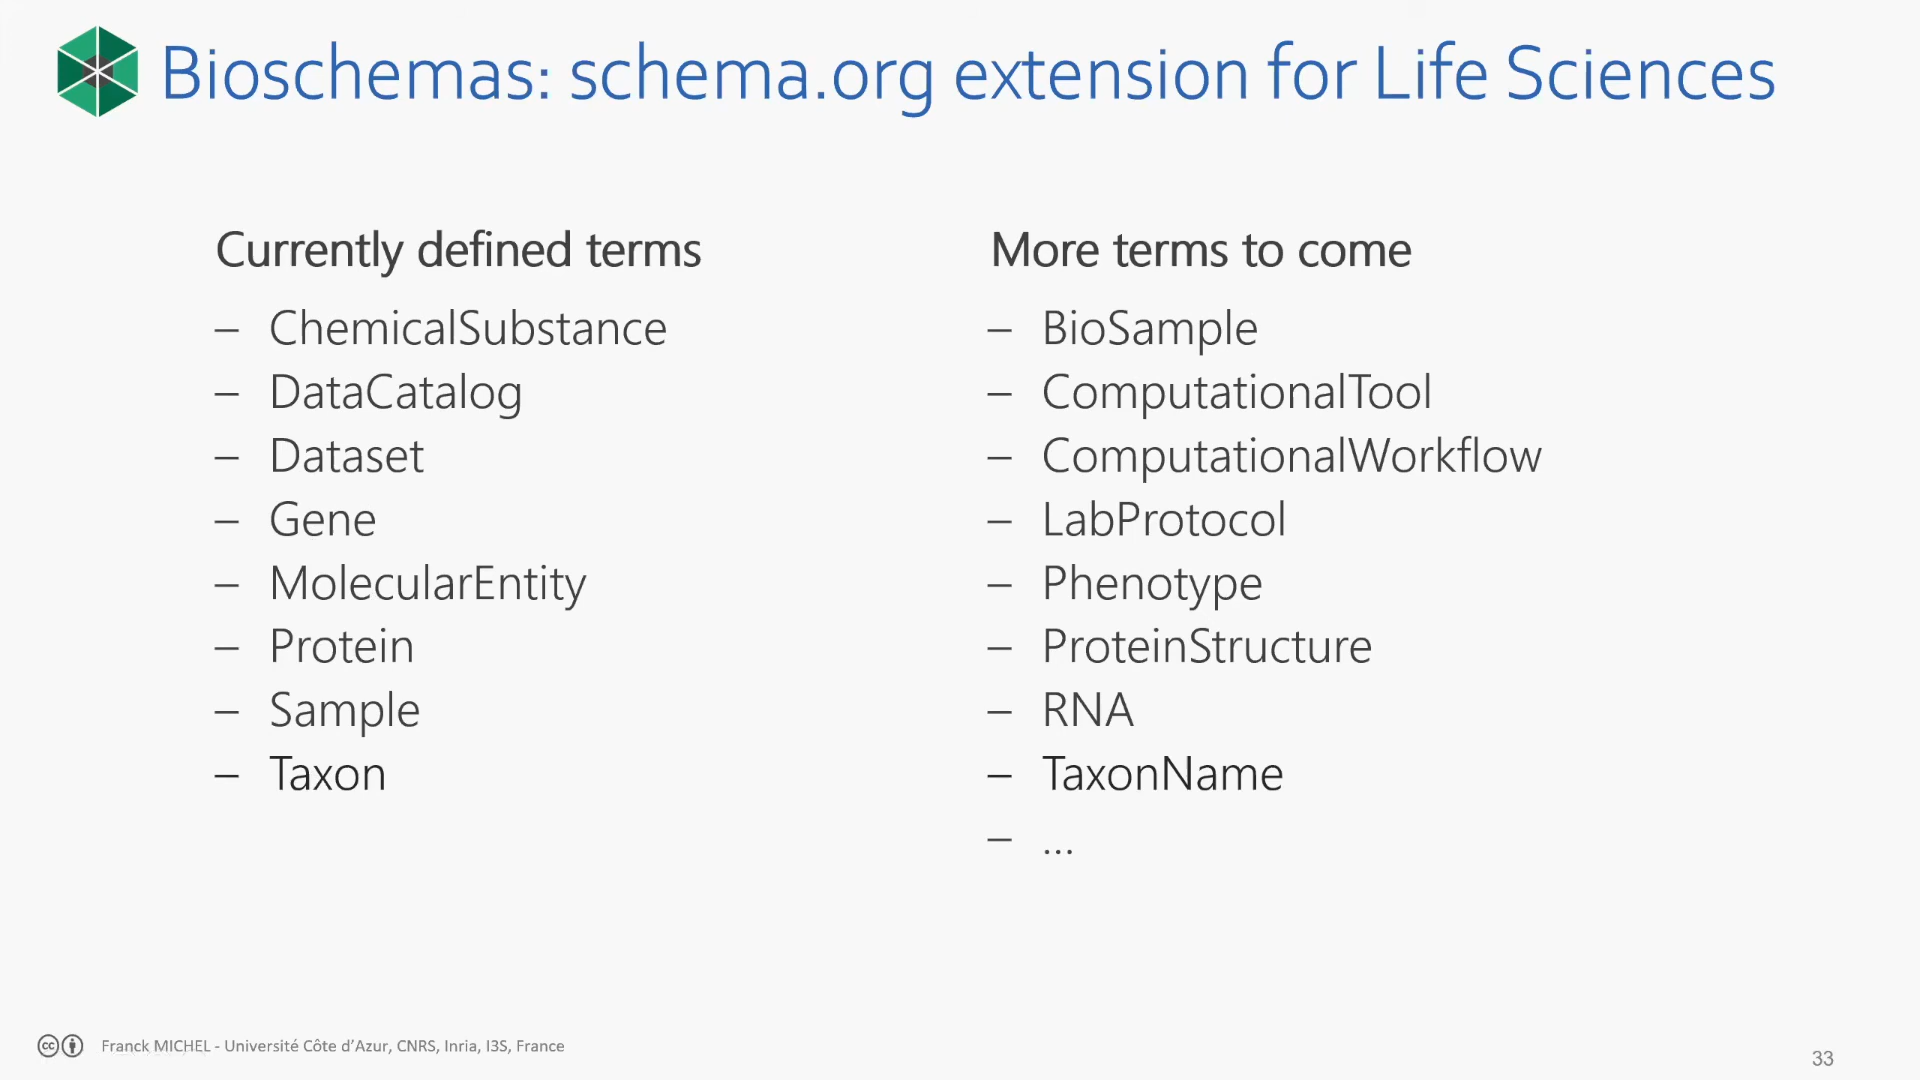 Bioschemas: schema.org extension for Life Sciences
Currently defined terms
– ChemicalSubstance
– DataCatalog
– Dataset
– Gene
– MolecularEntity
– Protein
– Sample
– Taxon
More terms to come
– BioSample
– ComputationalTool
– ComputationalWorkflow
– LabProtocol
– Phenotype
– ProteinStructure
– RNA
– TaxonName
– ...
cc Franck MICHEL - Université Côte d’Azur, CNRS, Inria, I3S, France
33